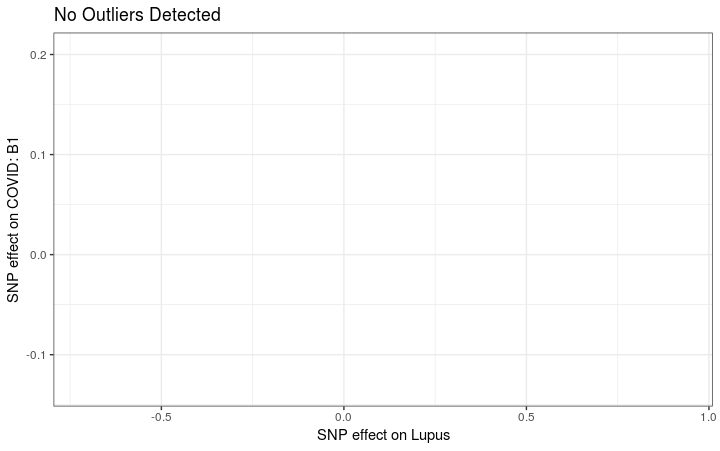 No Outliers Detected
0.2
0.1
0.0
-0.1
SNP effect on COVID: B1
-0.5
0.0
0.5
1.0
SNP effect on Lupus